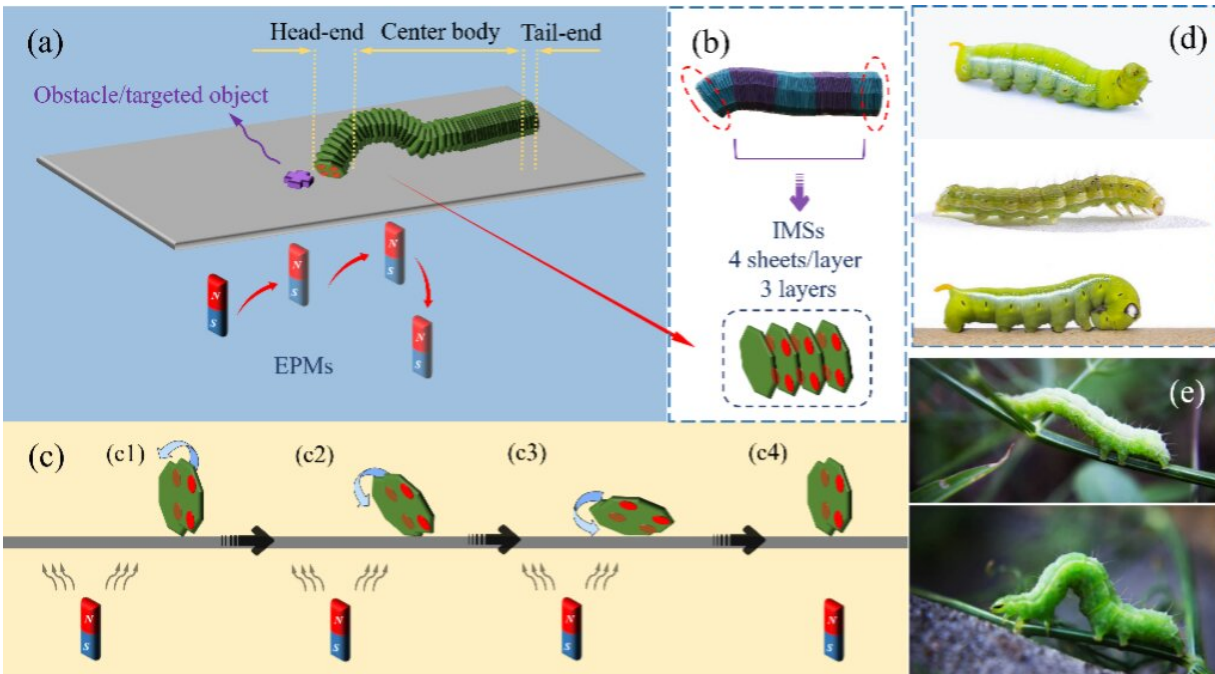 (a)
Head-end
Center body
Tail-end
Obstacle/targeted object
N
S
N
S
N
S
N
S
EPMs
(b)
IMSs
4 sheets/layer
3 layers
(c)
(c1)
(c2)
(c3)
(c4)
N
S
N
S
N
S
N
S
(d)
(e)